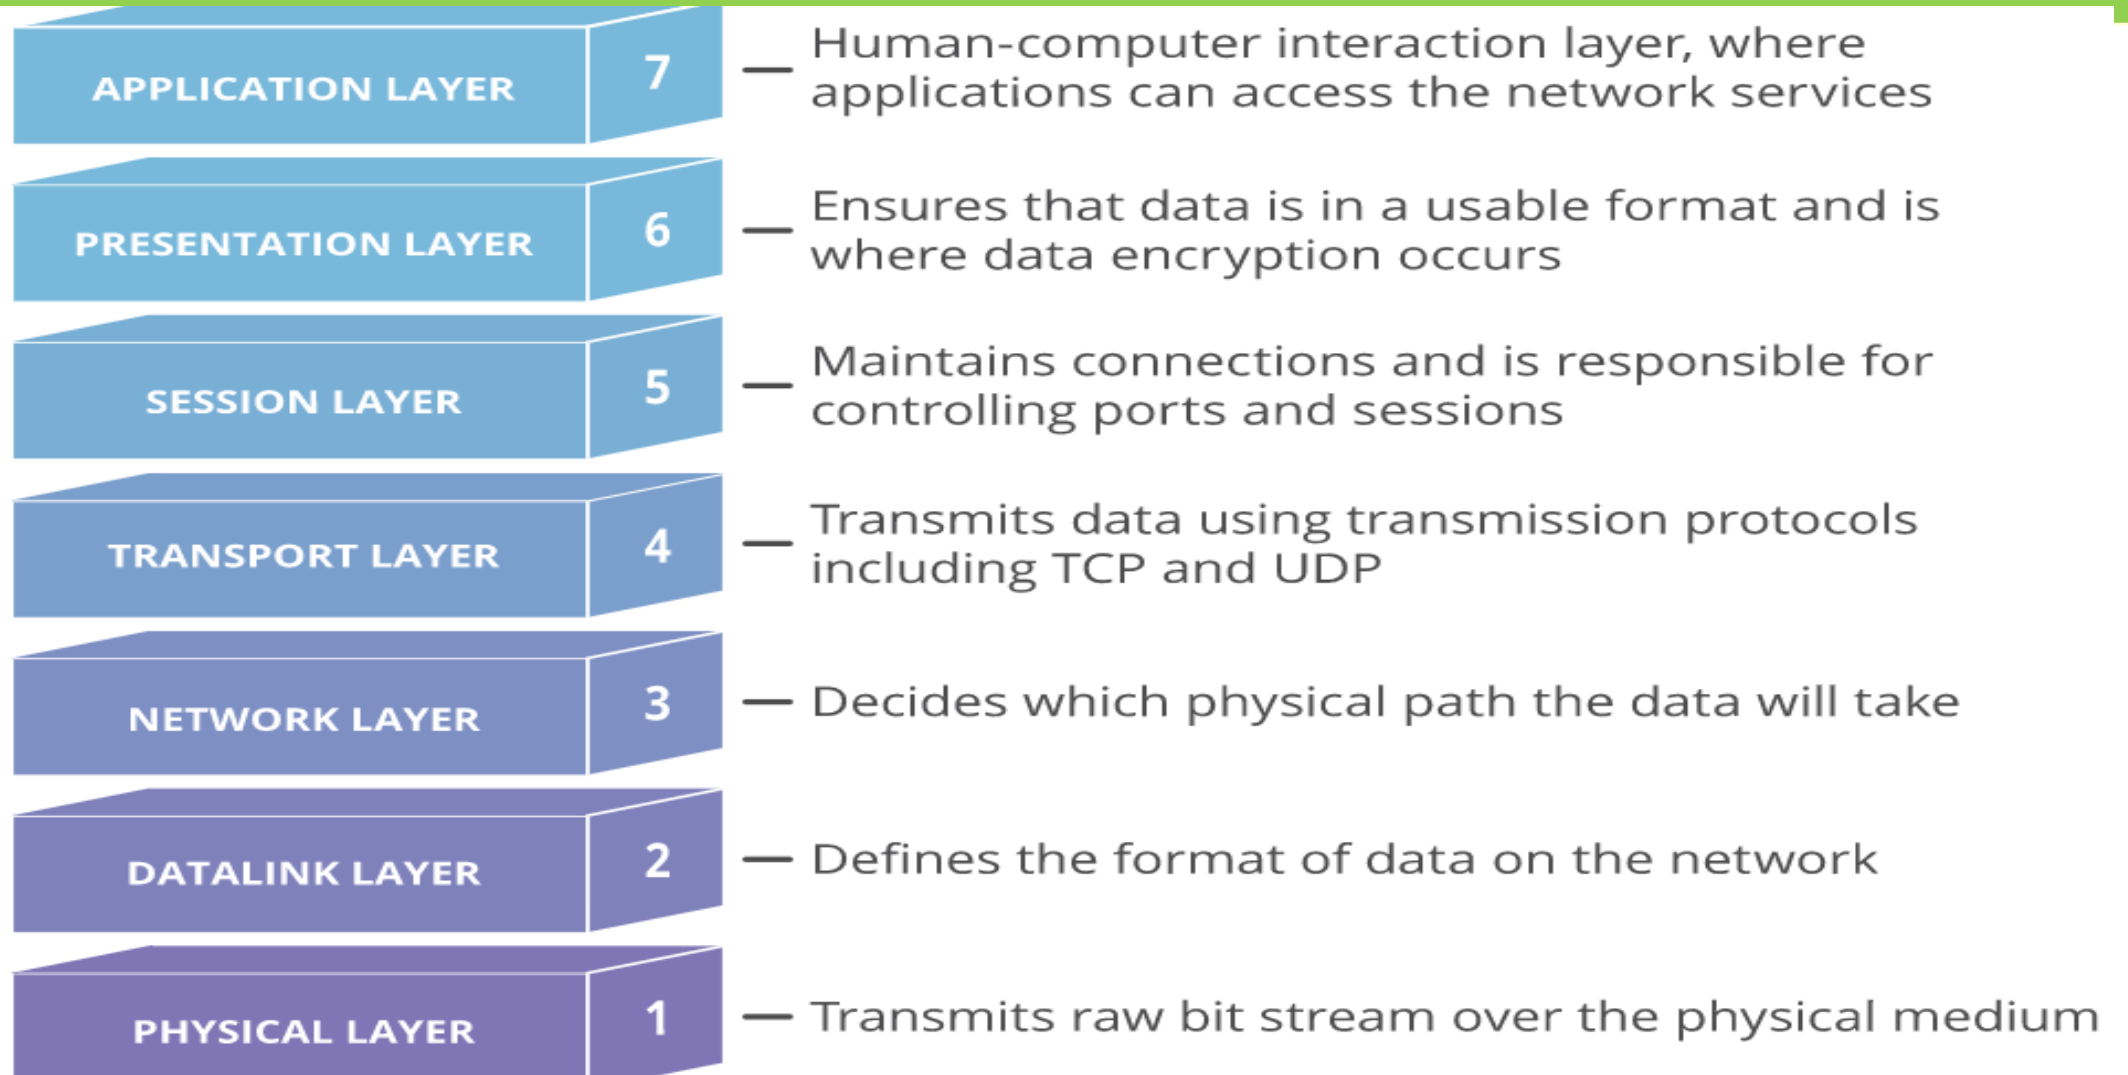 APPLICATION LAYER
7
Human-computer interaction layer, where
applications can access the network services
PRESENTATION LAYER
6
Ensures that data is in a usable format and is
where data encryption occurs
SESSION LAYER
5
Maintains connections and is responsible for
controlling ports and sessions
TRANSPORT LAYER
4
Transmits data using transmission protocols
including TCP and UDP
NETWORK LAYER
3
Decides which physical path the data will take
DATALINK LAYER
2
Defines the format of data on the network
PHYSICAL LAYER
1
Transmits raw bit stream over the physical medium